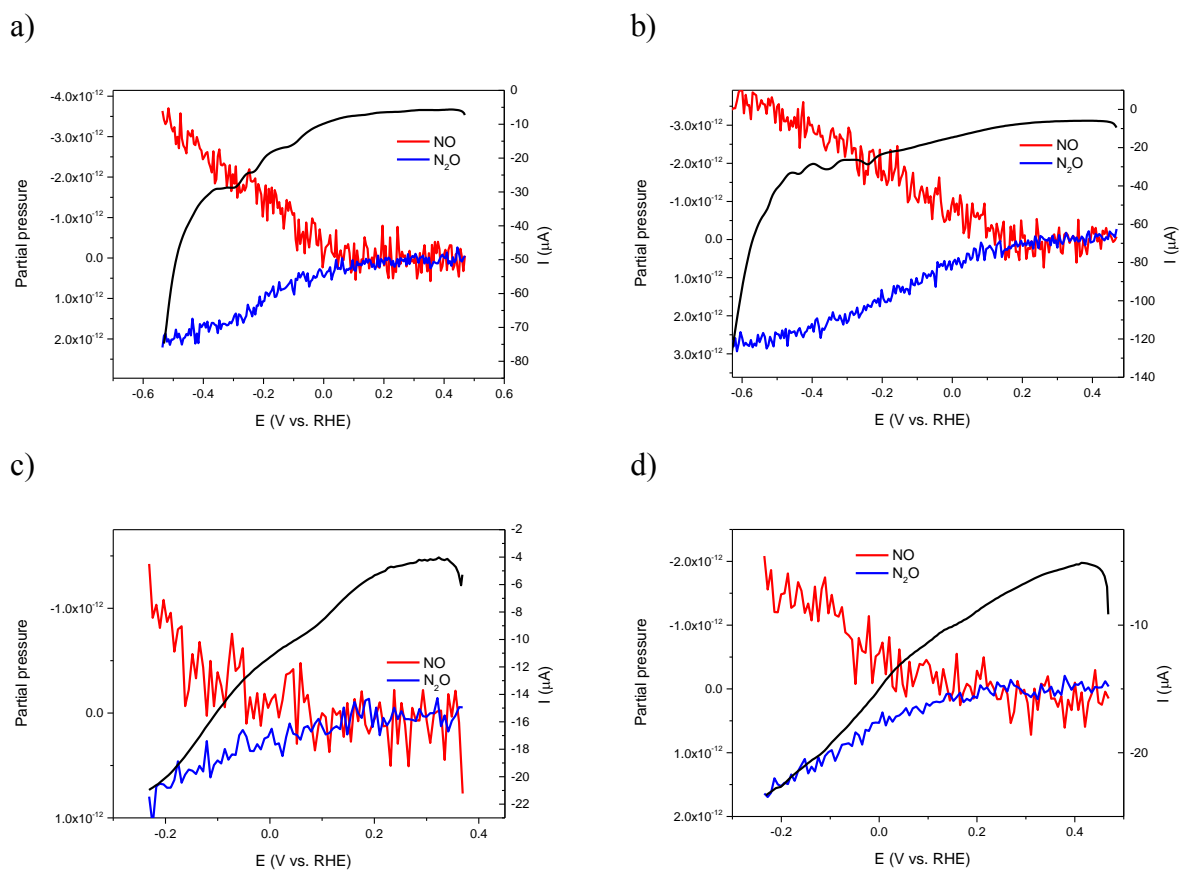 a)
-4.0x10⁻¹²
-3.0x10⁻¹²
-2.0x10⁻¹²
-1.0x10⁻¹²
0.0
1.0x10⁻¹²
2.0x10⁻¹²
Partial pressure
NO
N₂O
0
-10
-20
-30
-40
-50
-60
-70
-80
I (µA)
-0.6
-0.4
-0.2
0.0
0.2
0.4
0.6
E (V vs. RHE)
b)
-3.0x10⁻¹²
-2.0x10⁻¹²
-1.0x10⁻¹²
0.0
1.0x10⁻¹²
2.0x10⁻¹²
3.0x10⁻¹²
Partial pressure
NO
N₂O
0
-20
-40
-60
-80
-100
-120
-140
I (µA)
-0.6
-0.4
-0.2
0.0
0.2
0.4
E (V vs. RHE)
c)
-1.0x10⁻¹²
0.0
1.0x10⁻¹²
Partial pressure
NO
N₂O
-2
-4
-6
-8
-10
-12
-14
-16
-18
-20
-22
I (µA)
-0.2
0.0
0.2
0.4
E (V vs. RHE)
d)
-2.0x10⁻¹²
-1.0x10⁻¹²
0.0
1.0x10⁻¹²
2.0x10⁻¹²
Partial pressure
NO
N₂O
-10
-20
I (µA)
-0.2
0.0
0.2
0.4
E (V vs. RHE)